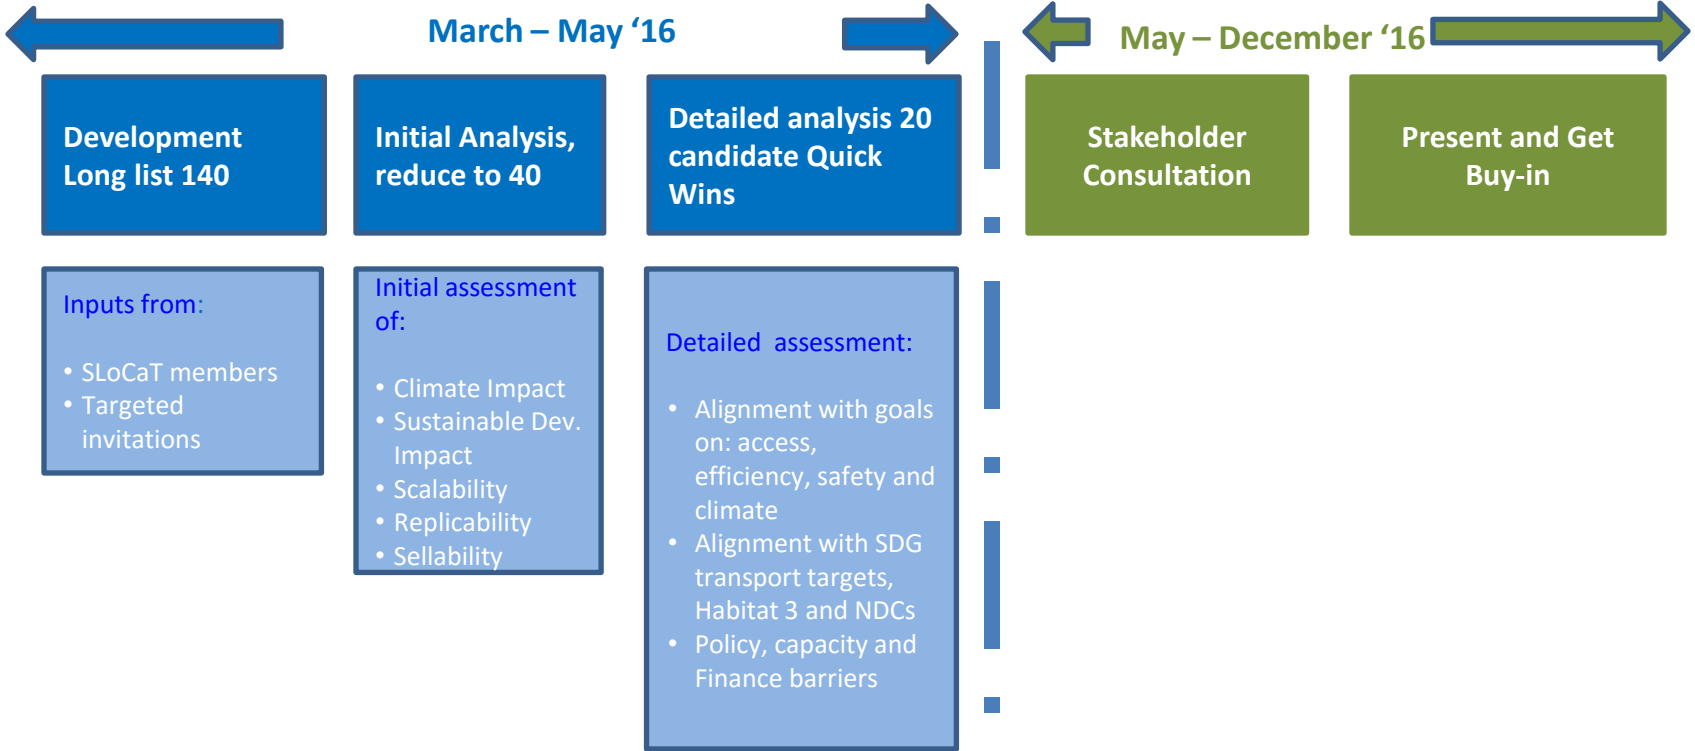 March – May ‘16
May – December ‘16
Development
Long list 140
Initial Analysis,
reduce to 40
Detailed analysis 20
candidate Quick
Wins
Stakeholder
Consultation
Present and Get
Buy-in
Inputs from:
• SLoCaT members
• Targeted
invitations
Initial assessment
of:
• Climate Impact
• Sustainable Dev.
Impact
• Scalability
• Replicability
• Sellability
Detailed  assessment:
• Alignment with goals
on: access,
efficiency, safety and
climate
• Alignment with SDG
transport targets,
Habitat 3 and NDCs
• Policy, capacity and
Finance barriers